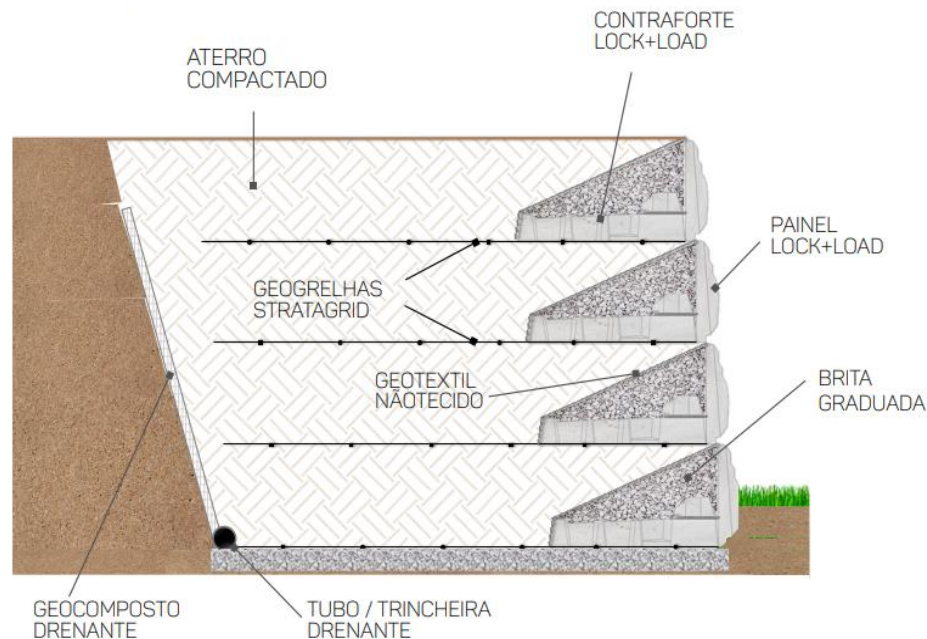 CONTRAFORTE
LOCK+LOAD
ATERRO
COMPACTADO
PAINEL
LOCK+LOAD
GEOGRELHAS
STRATAGRID
GEOTEXTIL
NÃOTECIDO
BRITA
GRADUADA
GEOCOMPOSTO
DRENANTE
TUBO / TRINCHEIRA
DRENANTE